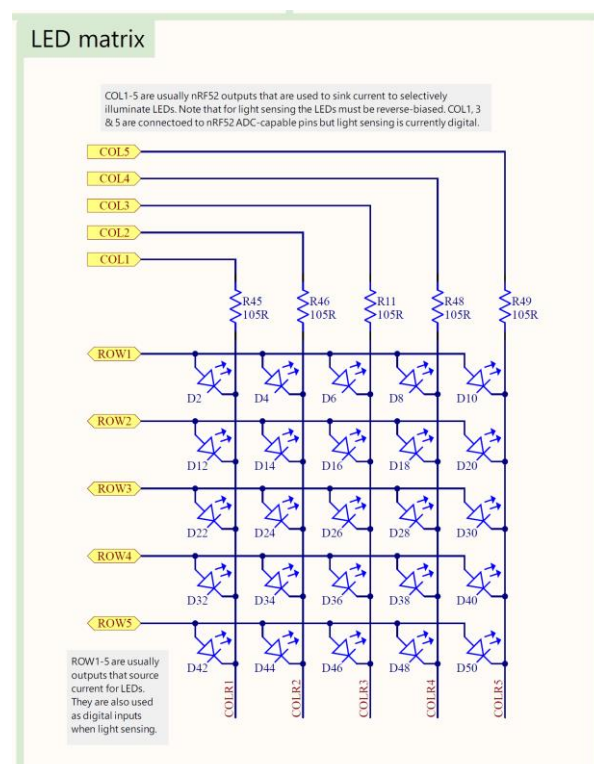 LED matrix
COL1-5 are usually nRF52 outputs that are used to sink current to selectively
illuminate LEDs. Note that for light sensing the LEDs must be reverse-biased. COL1, 3
& 5 are connectoed to nRF52 ADC-capable pins but light sensing is currently digital.
COL5
COL4
COL3
COL2
COL1
R45 R46 R11 R48 R49
105R 105R 105R 105R 105R
ROW1
D2 D4 D6 D8 D10
ROW2
D12 D14 D16 D18 D20
ROW3
D22 D24 D26 D28 D30
ROW4
D32 D34 D36 D38 D40
ROW5
D42 D44 D46 D48 D50
ROW1-5 are usually
outputs that source
current for LEDs.
They are also used
as digital inputs
when light sensing.
COLR1
COLR2
COLR3
COLR4
COLR5